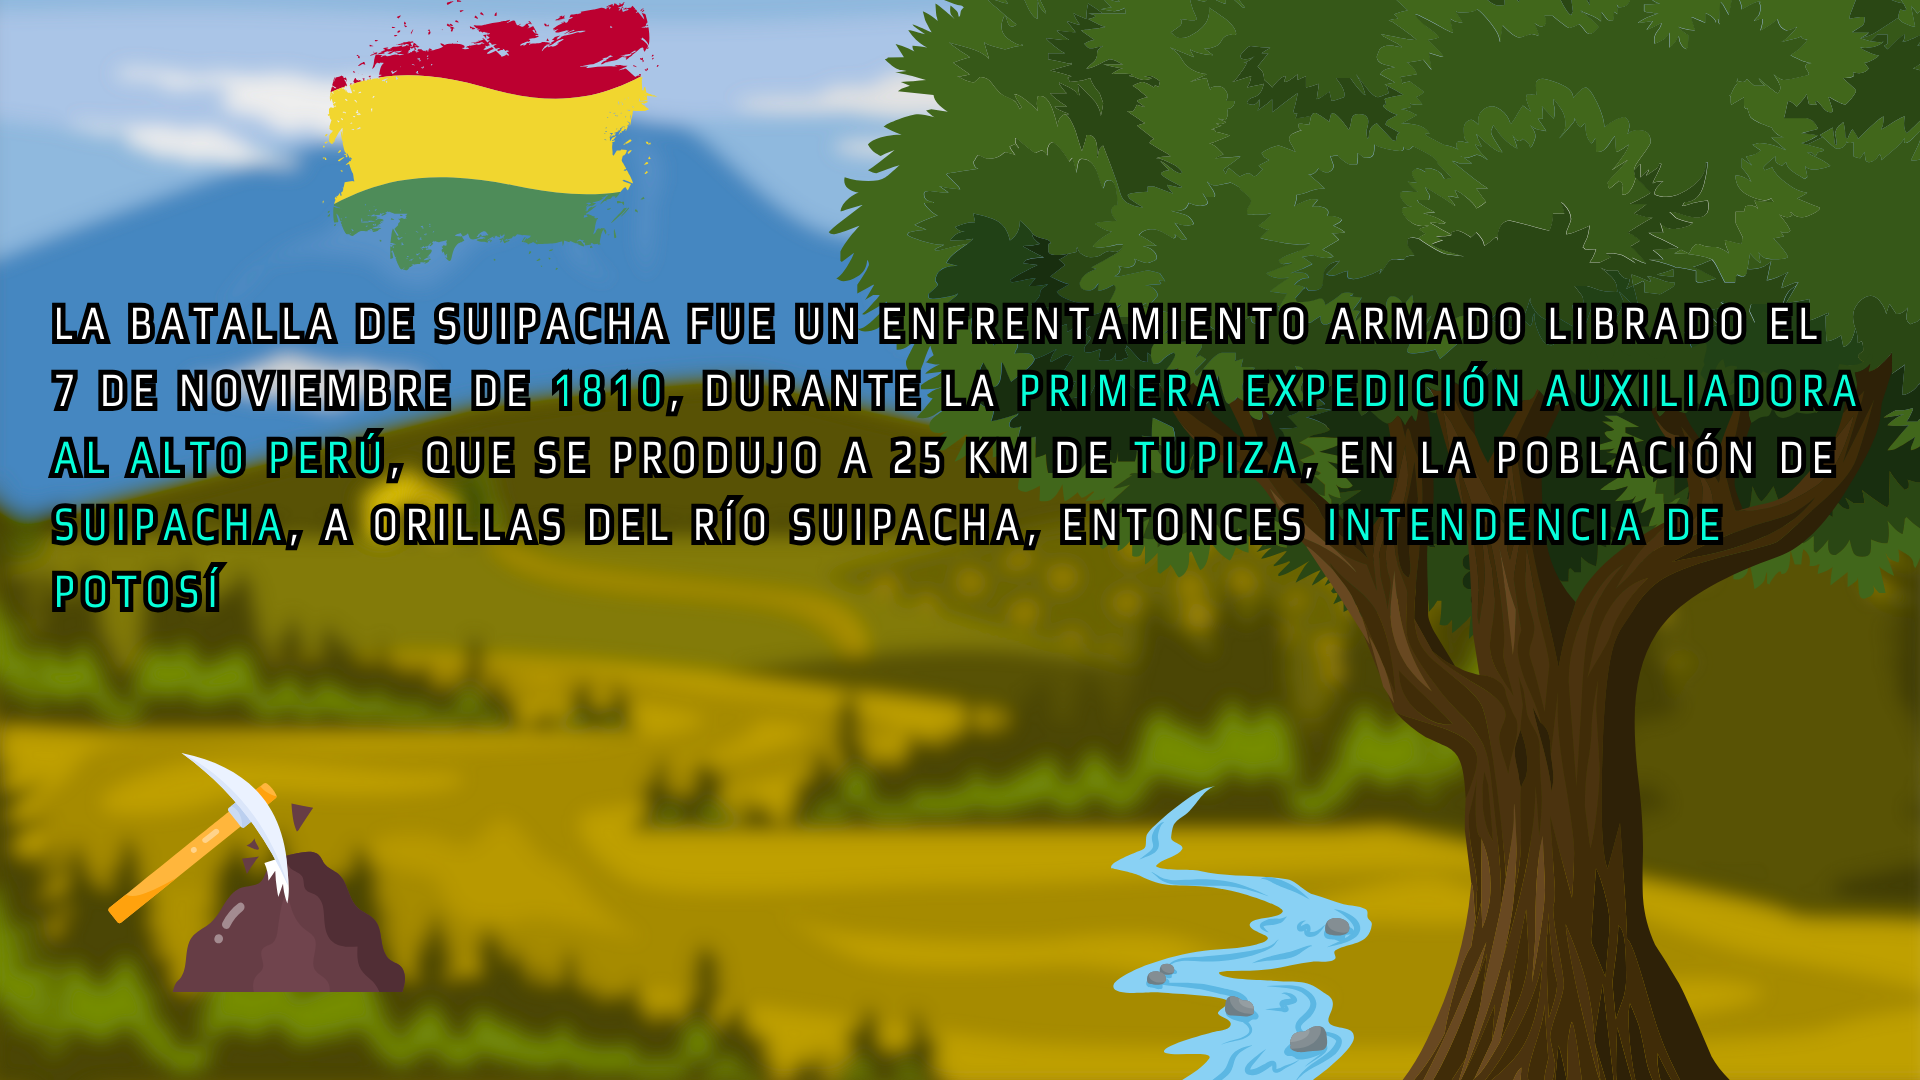 LA BATALLA DE SUIPACHA FUE UN ENFRENTAMIENTO ARMADO LIBRADO EL
7 DE NOVIEMBRE DE 1810, DURANTE LA PRIMERA EXPEDICIÓN AUXILIADORA
AL ALTO PERÚ, QUE SE PRODUJO A 25 KM DE TUPIZA, EN LA POBLACIÓN DE
SUIPACHA, A ORILLAS DEL RÍO SUIPACHA, ENTONCES INTENDENCIA DE
POTOSÍ